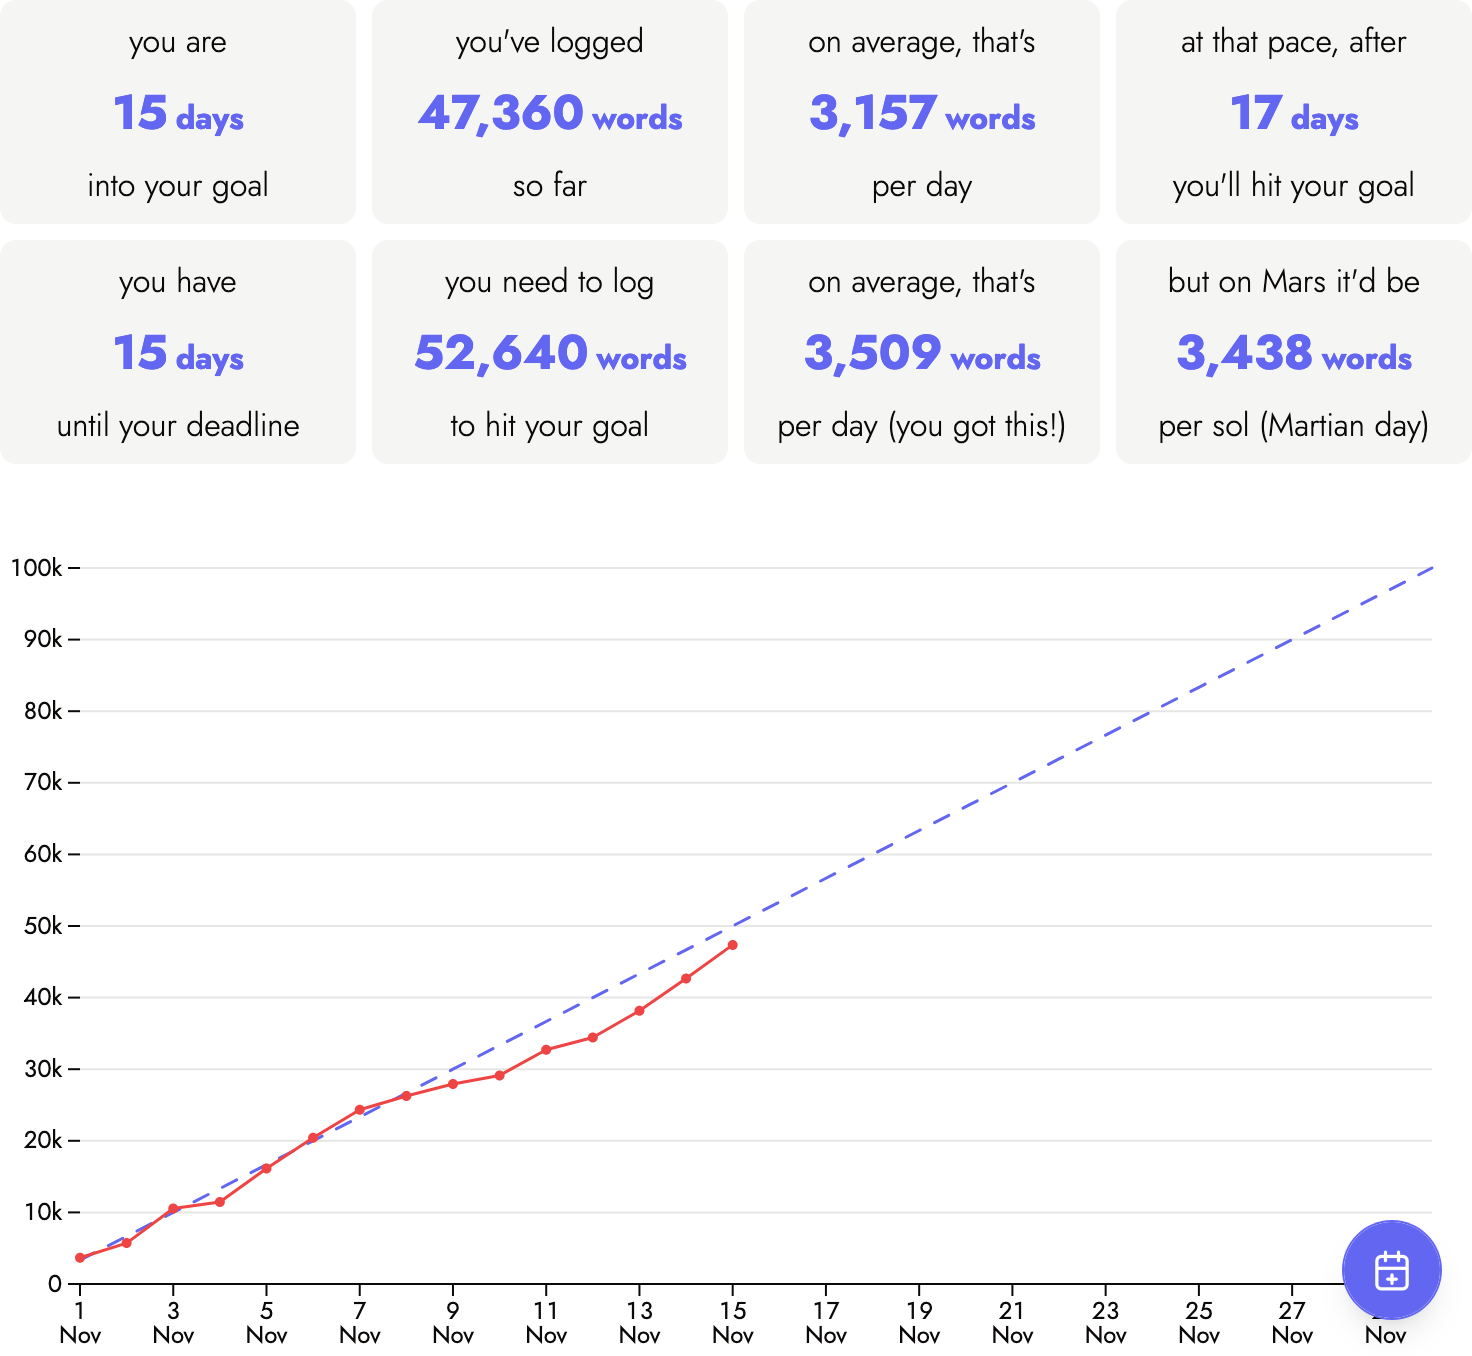 you are
15 days
into your goal
you've logged
47,360 words
so far
on average, that's
3,157 words
per day
at that pace, after
17 days
you'll hit your goal
you have
15 days
until your deadline
you need to log
52,640 words
to hit your goal
on average, that's
3,509 words
per day (you got this!)
but on Mars it'd be
3,438 words
per sol (Martian day)
100k
90k
80k
70k
60k
50k
40k
30k
20k
10k
0
1 Nov
3 Nov
5 Nov
7 Nov
9 Nov
11 Nov
13 Nov
15 Nov
17 Nov
19 Nov
21 Nov
23 Nov
25 Nov
27 Nov
Nov